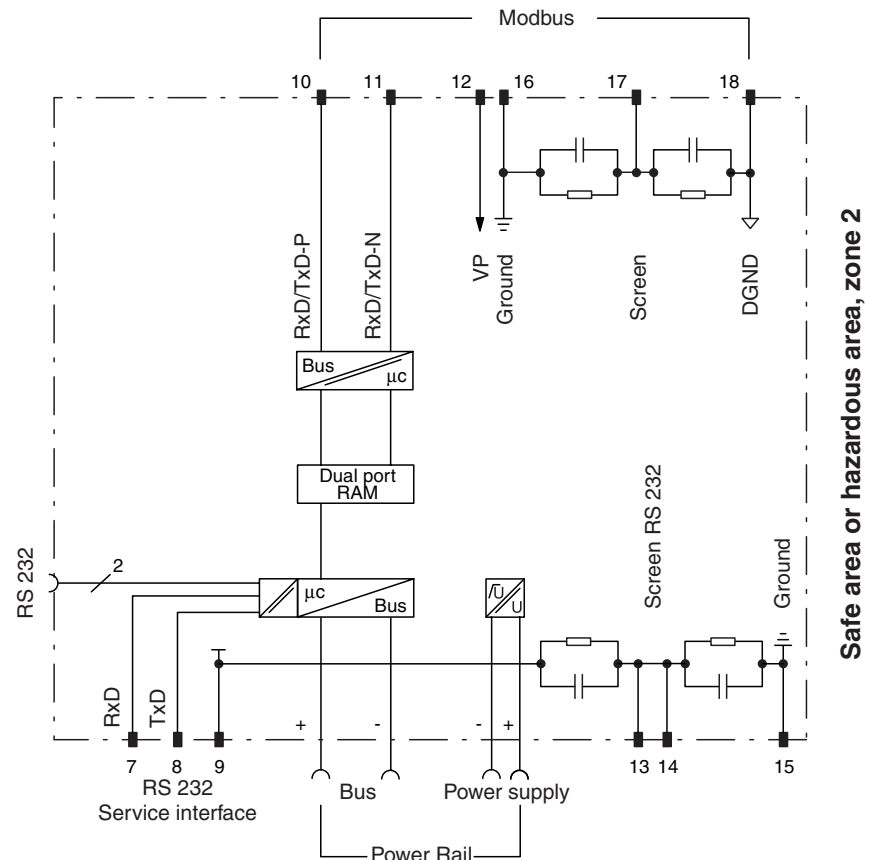 Modbus
10
11
12
16
17
18
RxD/TxD-P
RxD/TxD-N
VP
Ground
Screen
DGND
Safe area or hazardous area, zone 2
Bus
µc
Dual port
RAM
RS 232
2
µc
Bus
U
U
Screen RS 232
Ground
RxD
TxD
+
-
-
+
7
8
9
13
14
15
RS 232
Service interface
Bus
Power supply
Power Rail